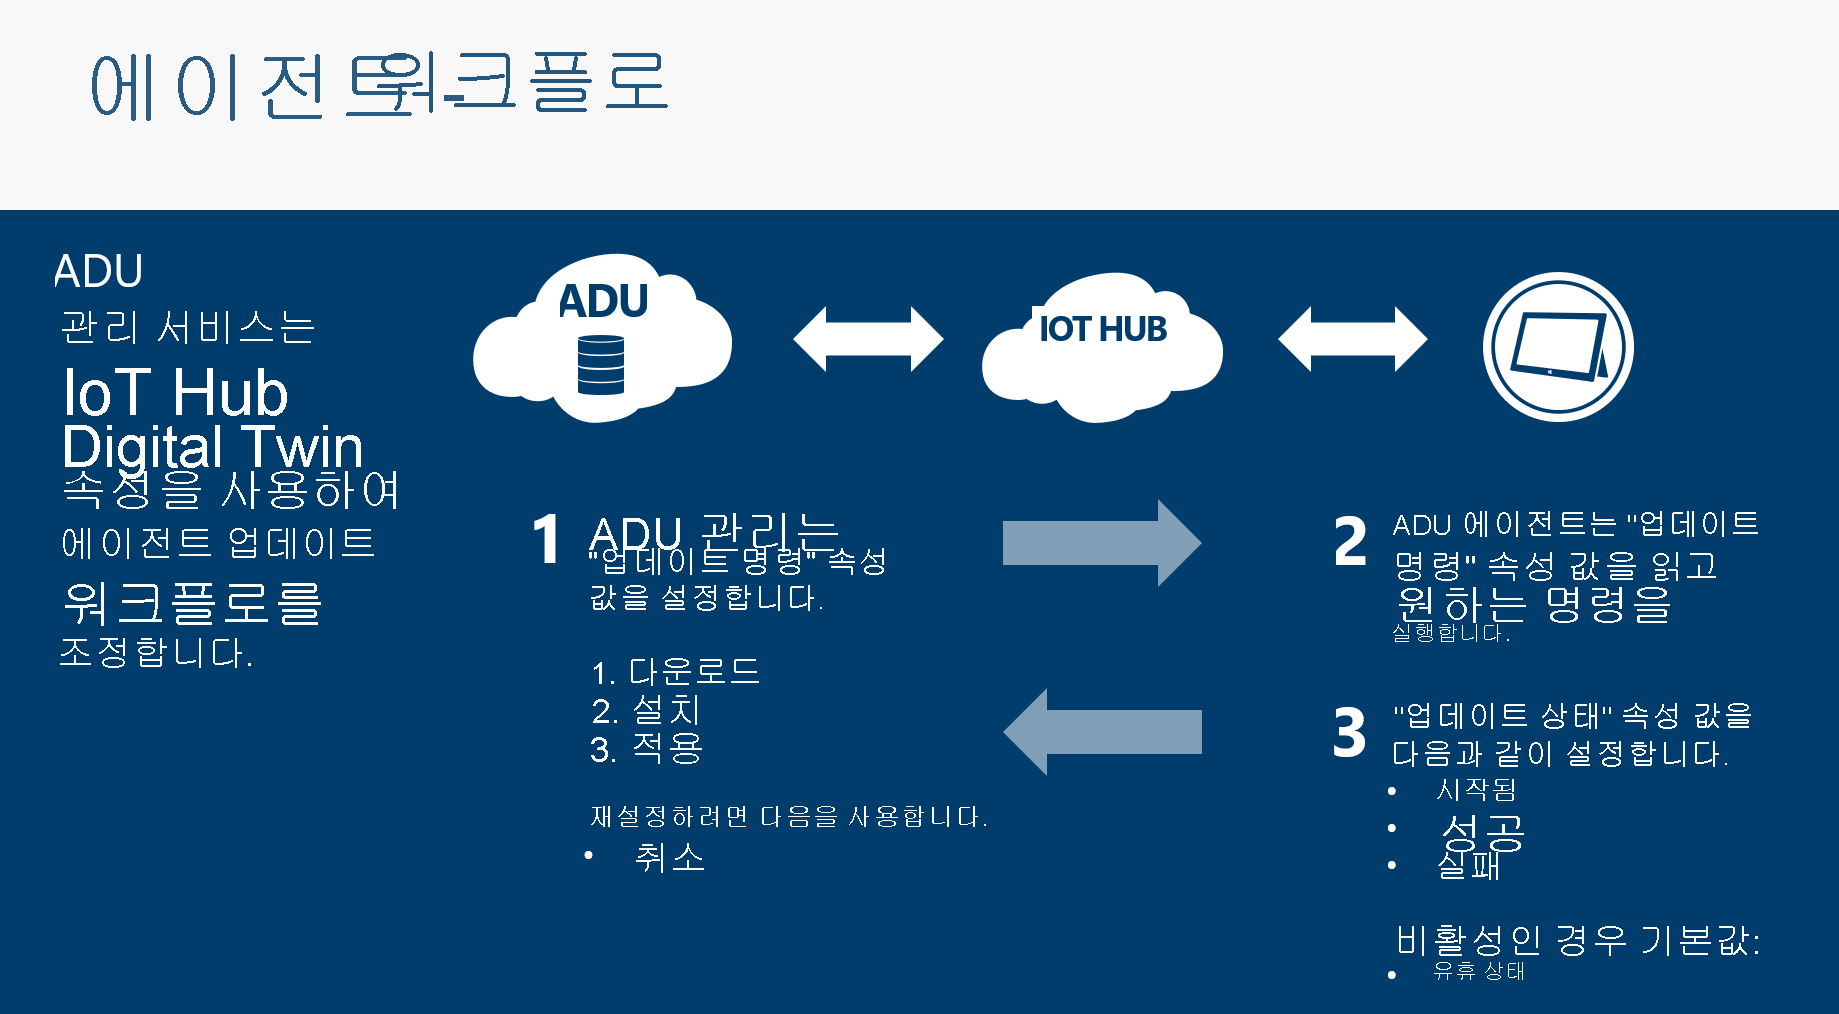 에이전트 워크플로
ADU
관리 서비스는
IoT Hub
Digital Twin
속성을 사용하여
에이전트 업데이트
워크플로를
조정합니다.
ADU
IOT HUB
1
ADU 관리는
"업데이트 명령" 속성
값을 설정합니다.
1. 다운로드
2. 설치
3. 적용
재설정하려면 다음을 사용합니다.
• 취소
2
ADU 에이전트는 "업데이트
명령" 속성 값을 읽고
원하는 명령을
실행합니다.
3
"업데이트 상태" 속성 값을
다음과 같이 설정합니다.
• 시작됨
• 성공
• 실패
비활성인 경우 기본값:
• 유휴 상태